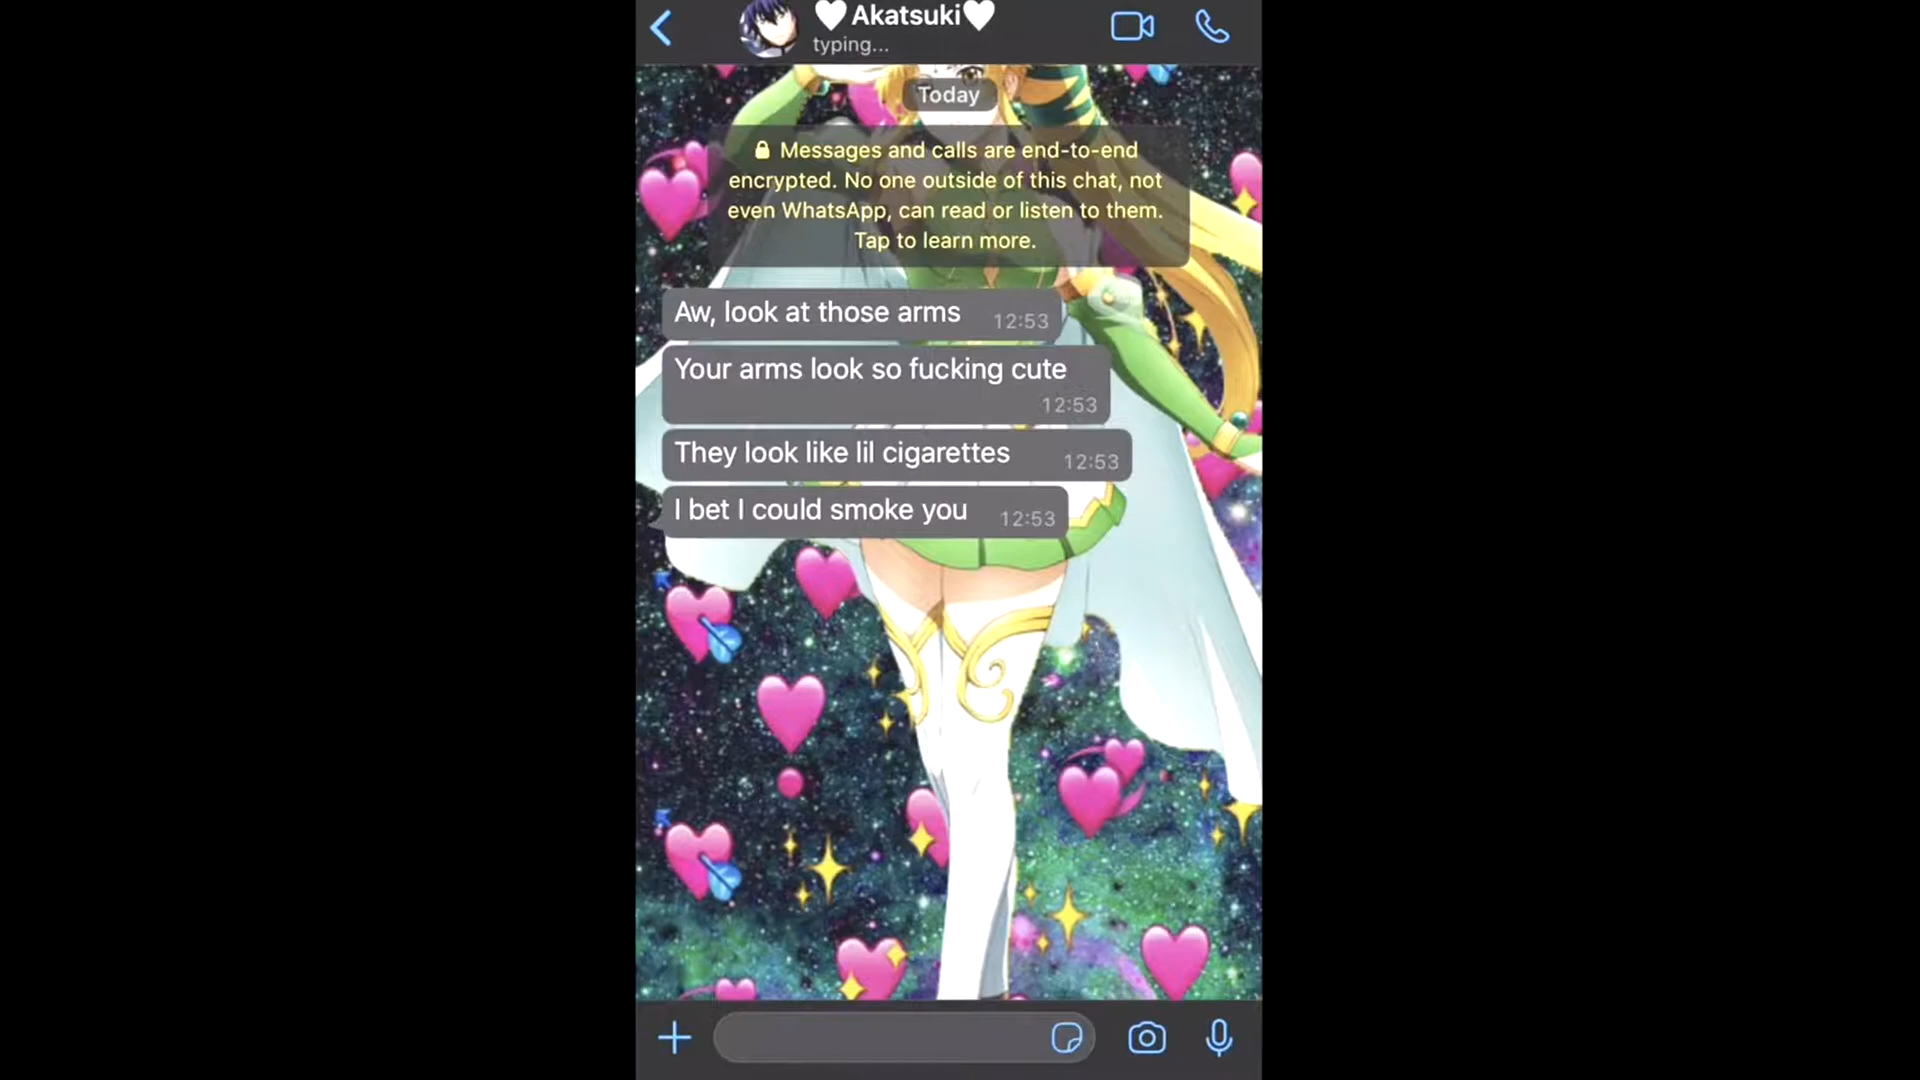 🤍Akatsuki🤍
typing...
Today
🔒 Messages and calls are end-to-end
encrypted. No one outside of this chat, not
even WhatsApp, can read or listen to them.
Tap to learn more.
Aw, look at those arms 12:53
Your arms look so fucking cute
12:53
They look like lil cigarettes 12:53
I bet I could smoke you 12:53